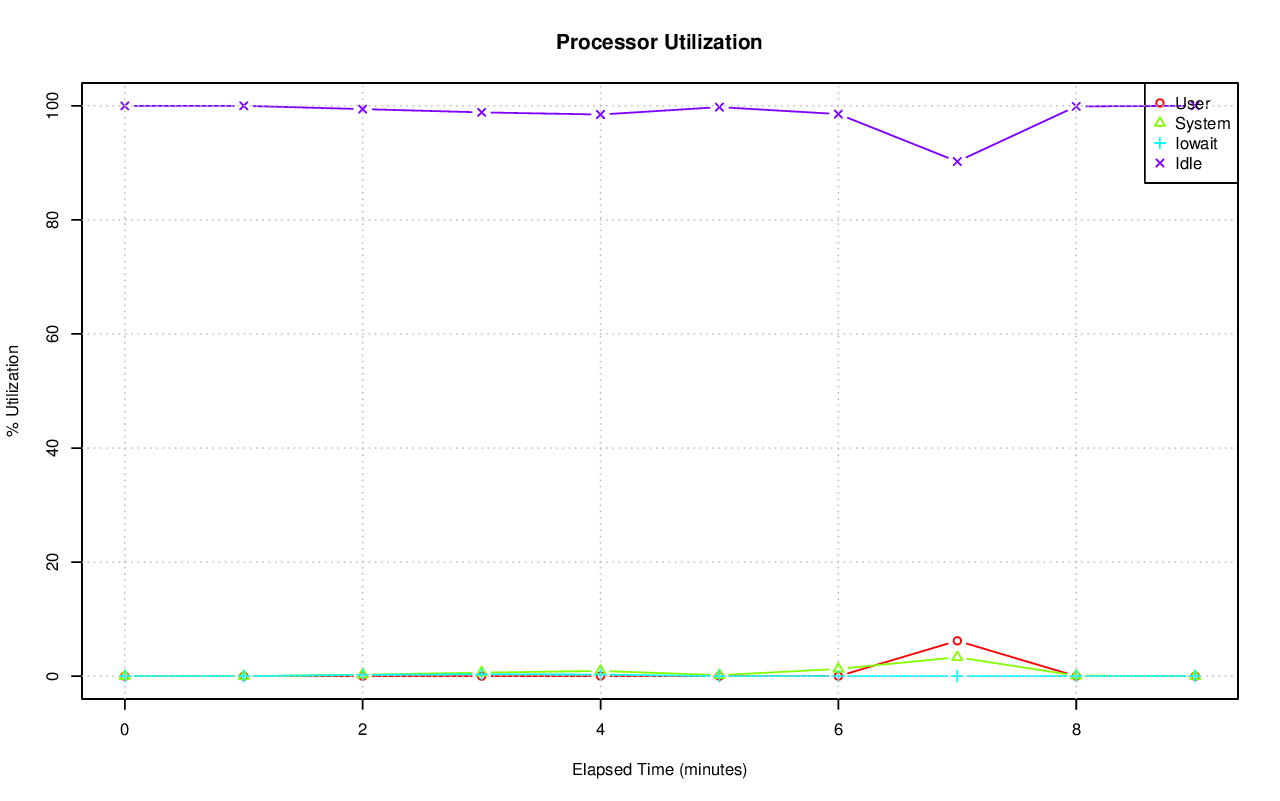 Processor Utilization
% Utilization
100
80
60
40
20
0
User
System
Iowait
Idle
0 2 4 6 8
Elapsed Time (minutes)